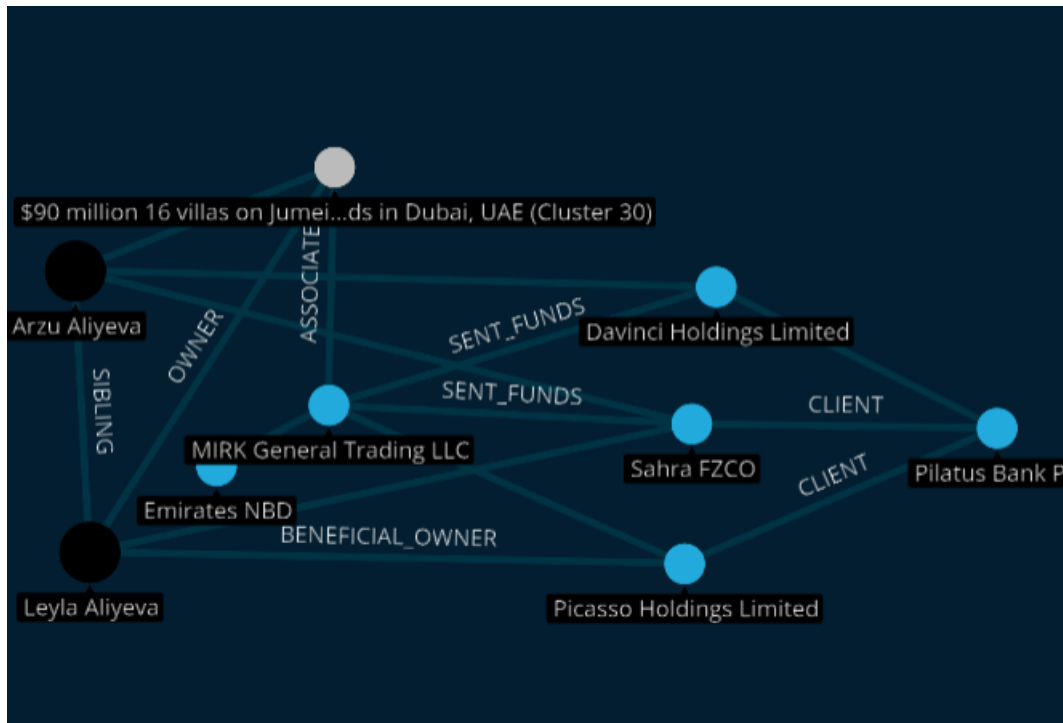 $90 million 16 villas on Jumei...ds in Dubai, UAE (Cluster 30)
ASSOCIATE
Arzu Aliyeva
OWNER
SENT_FUNDS
Davinci Holdings Limited
SIBLING
SENT_FUNDS
CLIENT
MIRK General Trading LLC
Sahra FZCO
Pilatus Bank P
CLIENT
Emirates NBD
BENEFICIAL_OWNER
Leyla Aliyeva
Picasso Holdings Limited